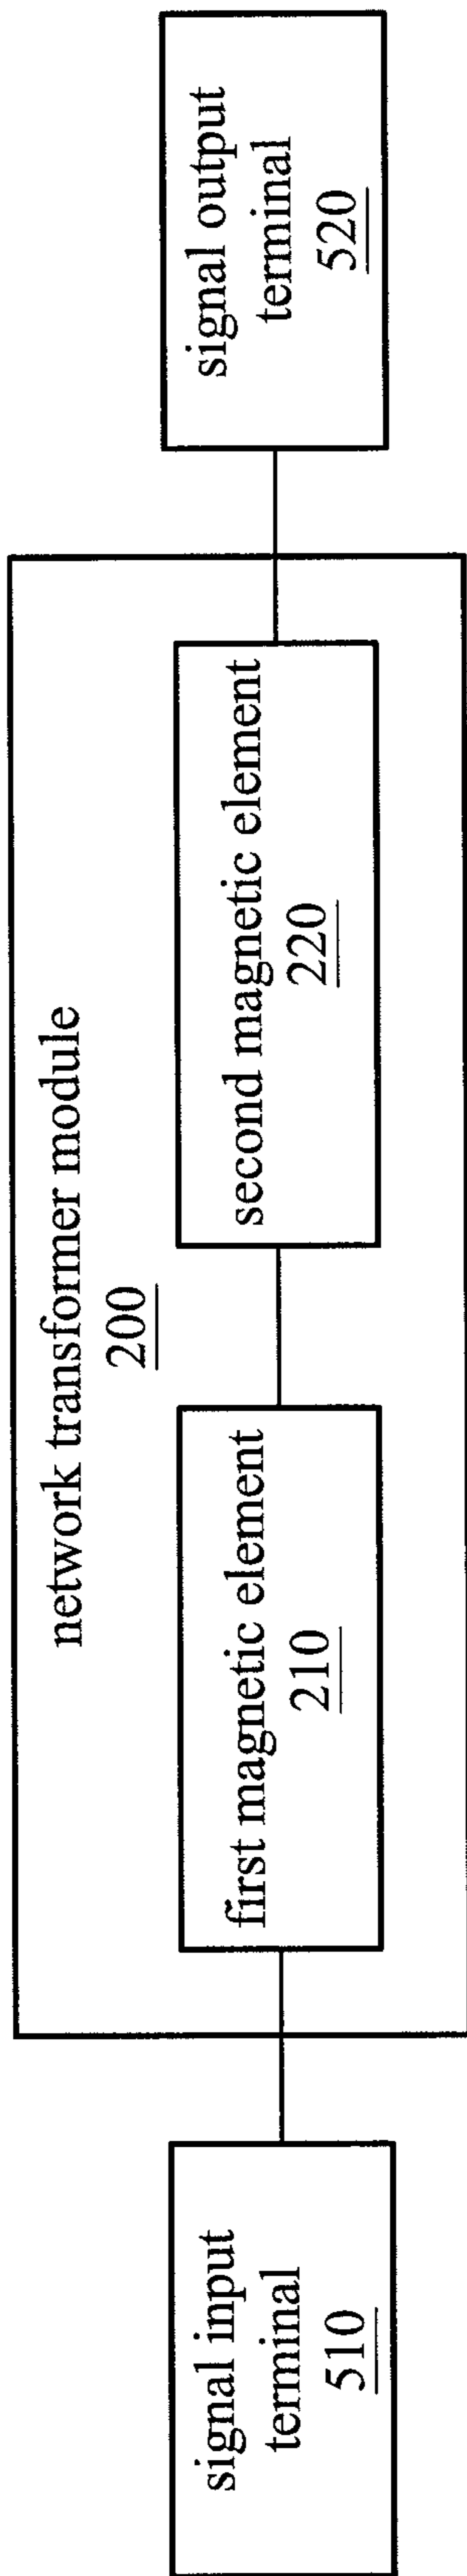 network transformer module
200
signal input
terminal
510
first magnetic element
210
second magnetic element
220
signal output
terminal
520